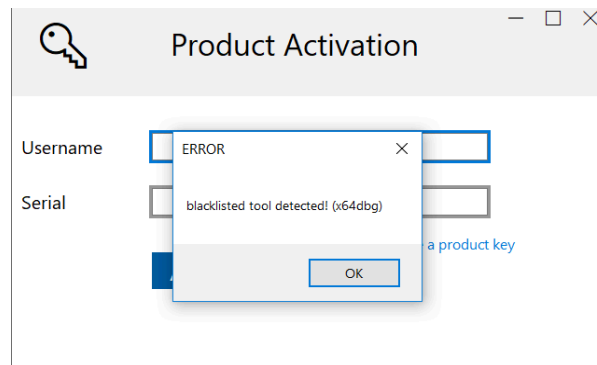 Product Activation
Username
ERROR
Serial
blacklisted tool detected! (x64dbg)
a product key
OK